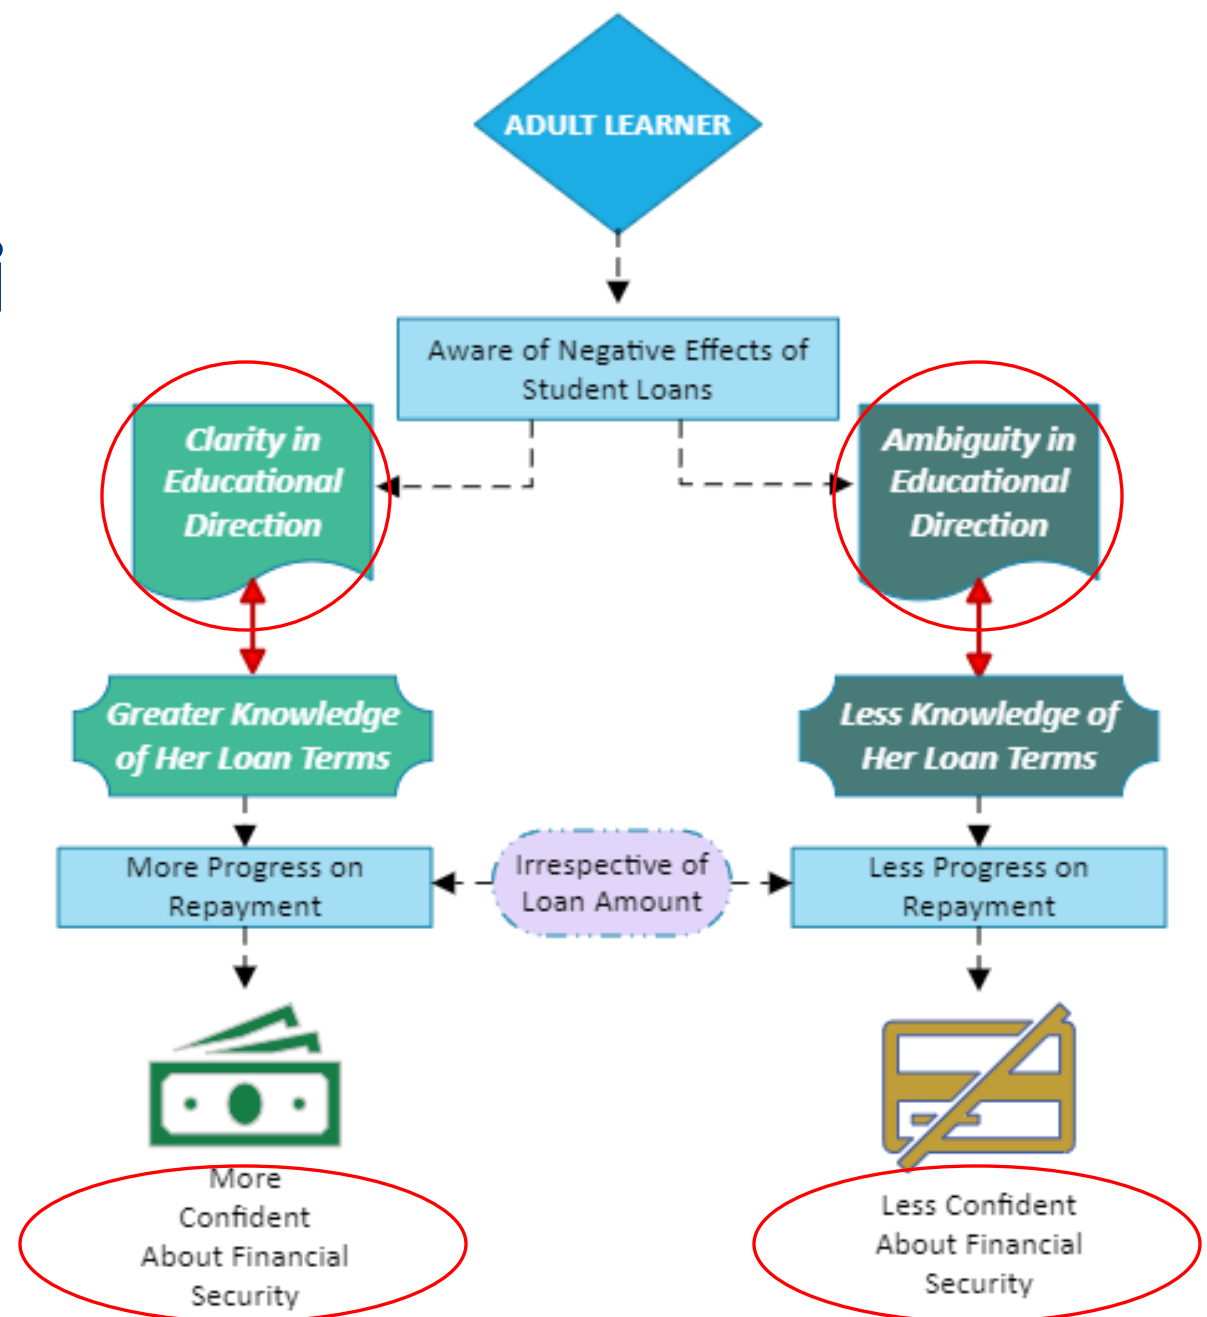 ADULT LEARNER
Aware of Negative Effects of
Student Loans
Clarity in
Educational
Direction
Ambiguity in
Educational
Direction
Greater Knowledge
of Her Loan Terms
Less Knowledge of
Her Loan Terms
More Progress on
Repayment
Irrespective of
Loan Amount
Less Progress on
Repayment
More
Confident
About Financial
Security
Less Confident
About Financial
Security